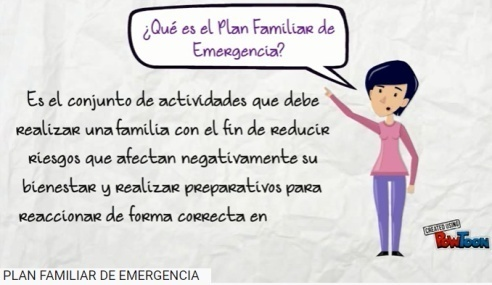 ¿Qué es el Plan Familiar de
Emergencia?
Es el conjunto de actividades que debe
realizar una familia con el fin de reducir
riesgos que afectan negativamente su
bienestar y realizar preparativos para
reaccionar de forma correcta en
CREATED USING
POWTOON
PLAN FAMILIAR DE EMERGENCIA